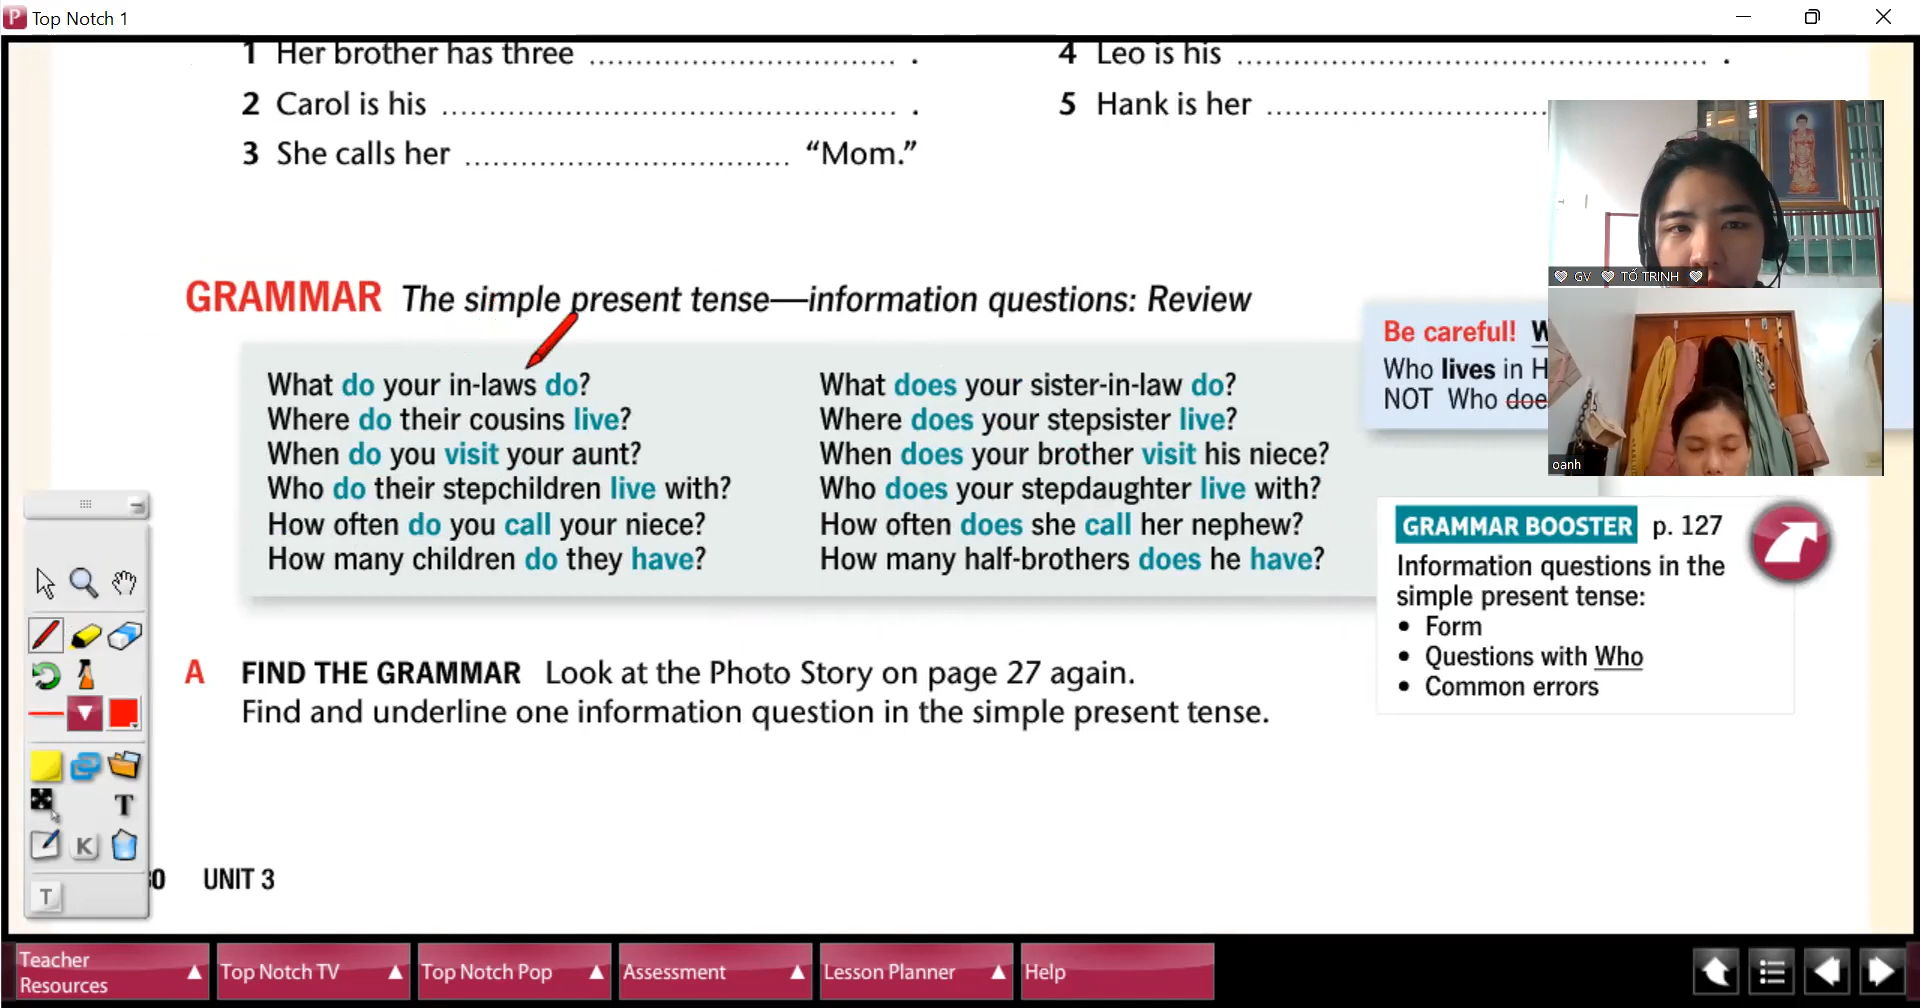 Top Notch 1
1 Her brother has three ........................................ .
4 Leo is his ........................................ .
2 Carol is his ........................................ .
5 Hank is her ........................................
3 She calls her ........................................ “Mom.”
GV TỐ TRINH
oanh
GRAMMAR The simple present tense—information questions: Review
What do your in-laws do?
Where do their cousins live?
When do you visit your aunt?
Who do their stepchildren live with?
How often do you call your niece?
How many children do they have?
What does your sister-in-law do?
Where does your stepsister live?
When does your brother visit his niece?
Who does your stepdaughter live with?
How often does she call her nephew?
How many half-brothers does he have?
Be careful!
Who lives in
NOT Who
GRAMMAR BOOSTER p. 127
Information questions in the
simple present tense:
• Form
• Questions with Who
• Common errors
A FIND THE GRAMMAR Look at the Photo Story on page 27 again.
Find and underline one information question in the simple present tense.
T
K
T
UNIT 3
Teacher
Resources
Top Notch TV
Top Notch Pop
Assessment
Lesson Planner
Help